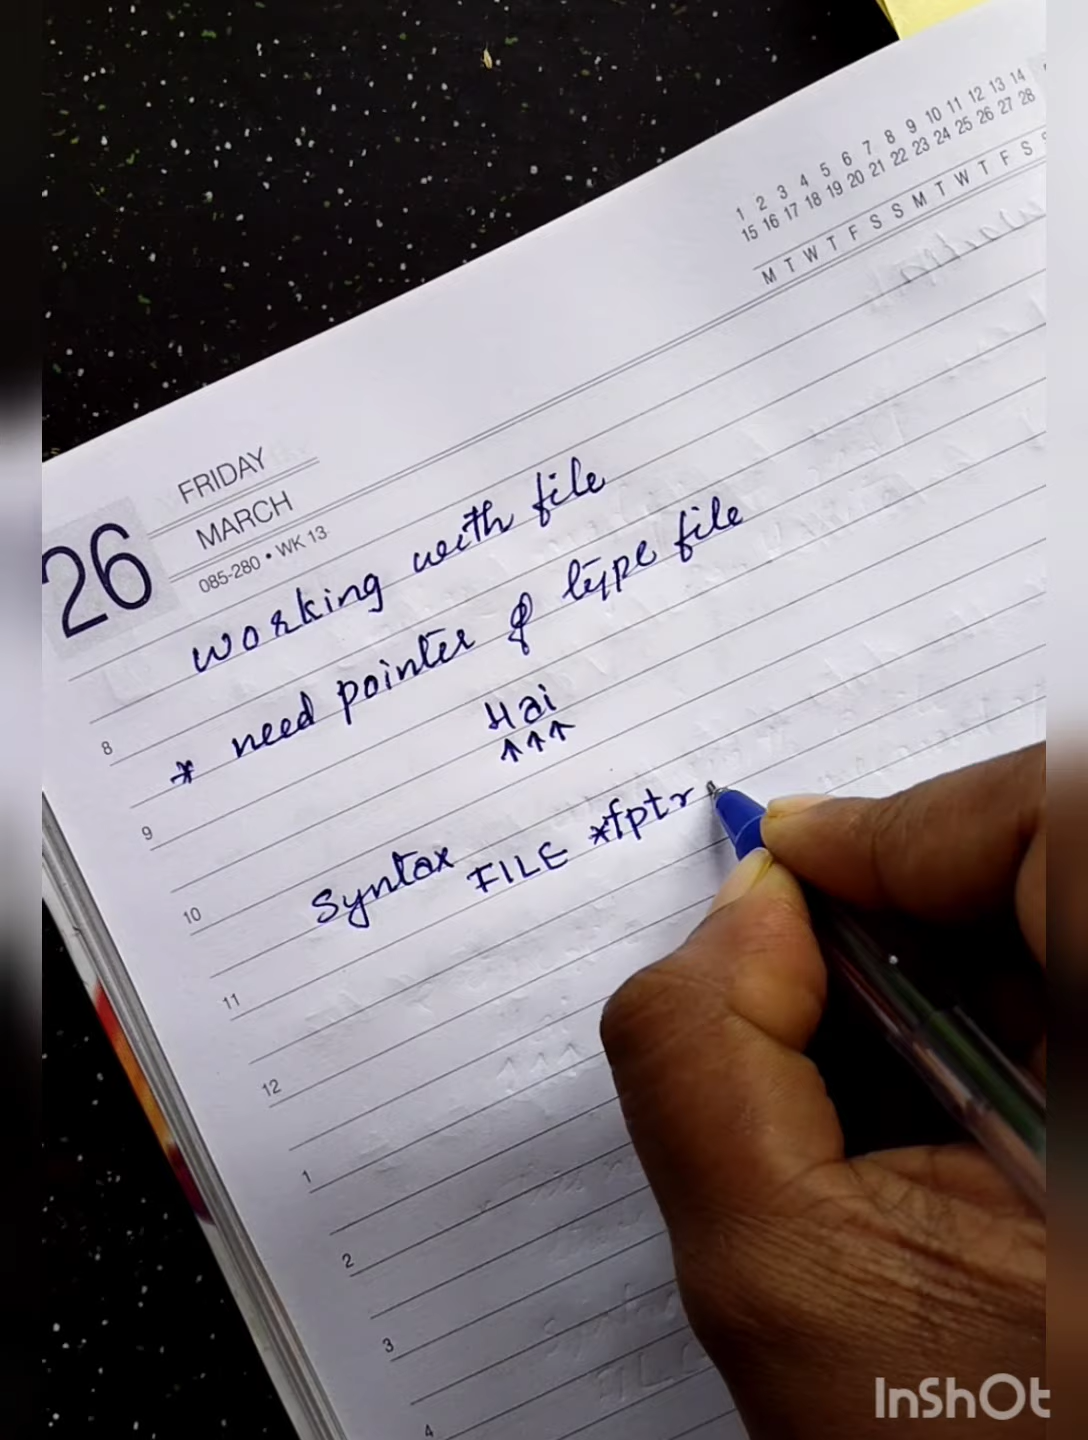 1 2 3 4 5 6 7 8 9 10 11 12 13 14
15 16 17 18 19 20 21 22 23 24 25 26 27 28
M T W T F S S M T W T F S S
26
FRIDAY
MARCH
085-280 • WK 13
working with file
* need pointer of type file
Hai
↑↑↑
Syntax
FILE *fptr
8
9
10
11
12
1
2
3
4
InShOt